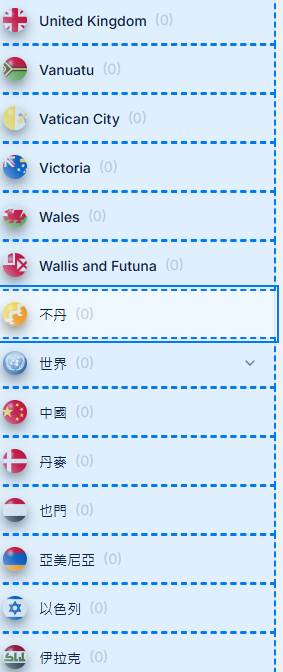 United Kingdom (0)
Vanuatu (0)
Vatican City (0)
Victoria (0)
Wales (0)
Wallis and Futuna (0)
不丹 (0)
世界 (0)
中國 (0)
丹麥 (0)
也門 (0)
亞美尼亞 (0)
以色列 (0)
伊拉克 (0)